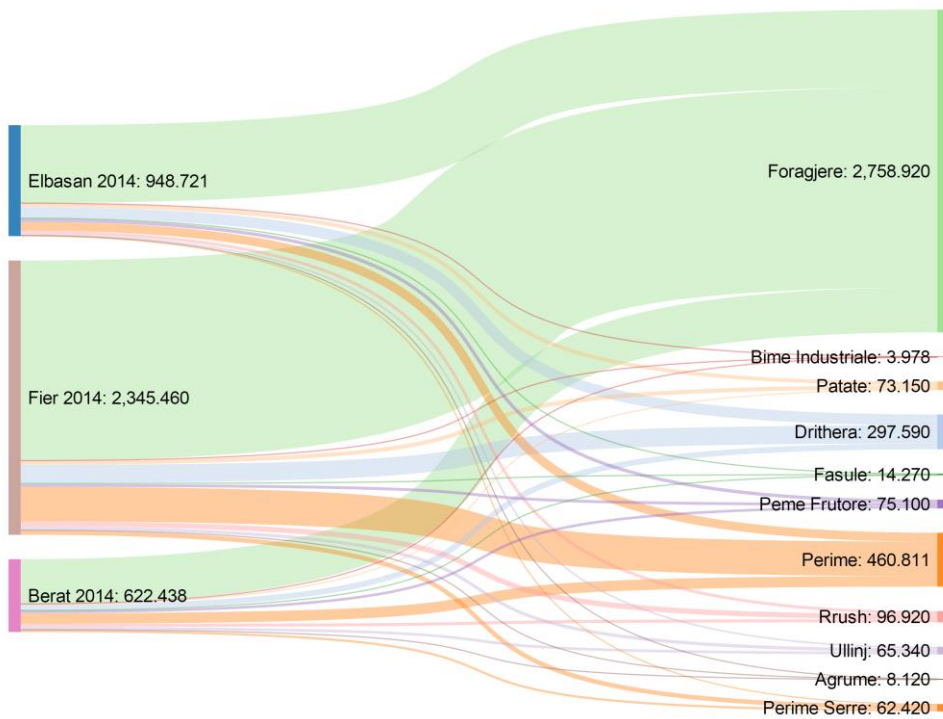 Elbasan 2014: 948.721
Fier 2014: 2,345.460
Berat 2014: 622.438
Foragjere: 2,758.920
Bime Industriale: 3.978
Patate: 73.150
Drithera: 297.590
Fasule: 14.270
Peme Frutore: 75.100
Perime: 460.811
Rrush: 96.920
Ullinj: 65.340
Agrume: 8.120
Perime Serre: 62.420